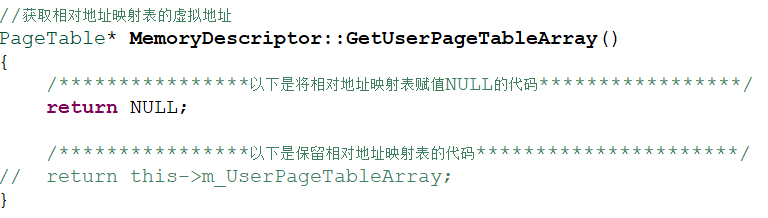 //获取相对地址映射表的虚拟地址
PageTable* MemoryDescriptor::GetUserPageTableArray()
{
    /****************以下是将相对地址映射表赋值NULL的代码*****************/
    return NULL;
    /****************以下是保留相对地址映射表的代码**********************/
//  return this->m_UserPageTableArray;
}